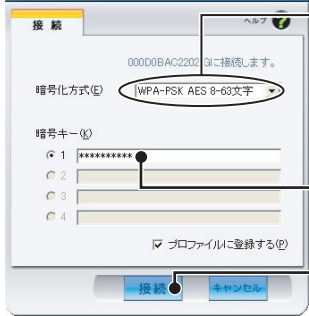 接続
ヘルプ ?
000D0BAC2202_Gに接続します。
暗号化方式(E) WPA-PSK AES 8-63文字
暗号キー(K)
1 **********
2
3
4
プロファイルに登録する(P)
接続 キャンセル